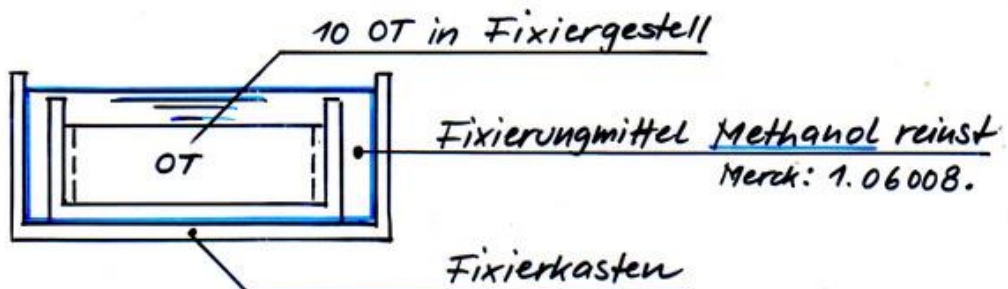 10 OT in Fixiergestell
OT
Fixierungmittel Methanol reinst
Merck: 1.06008.
Fixierkasten